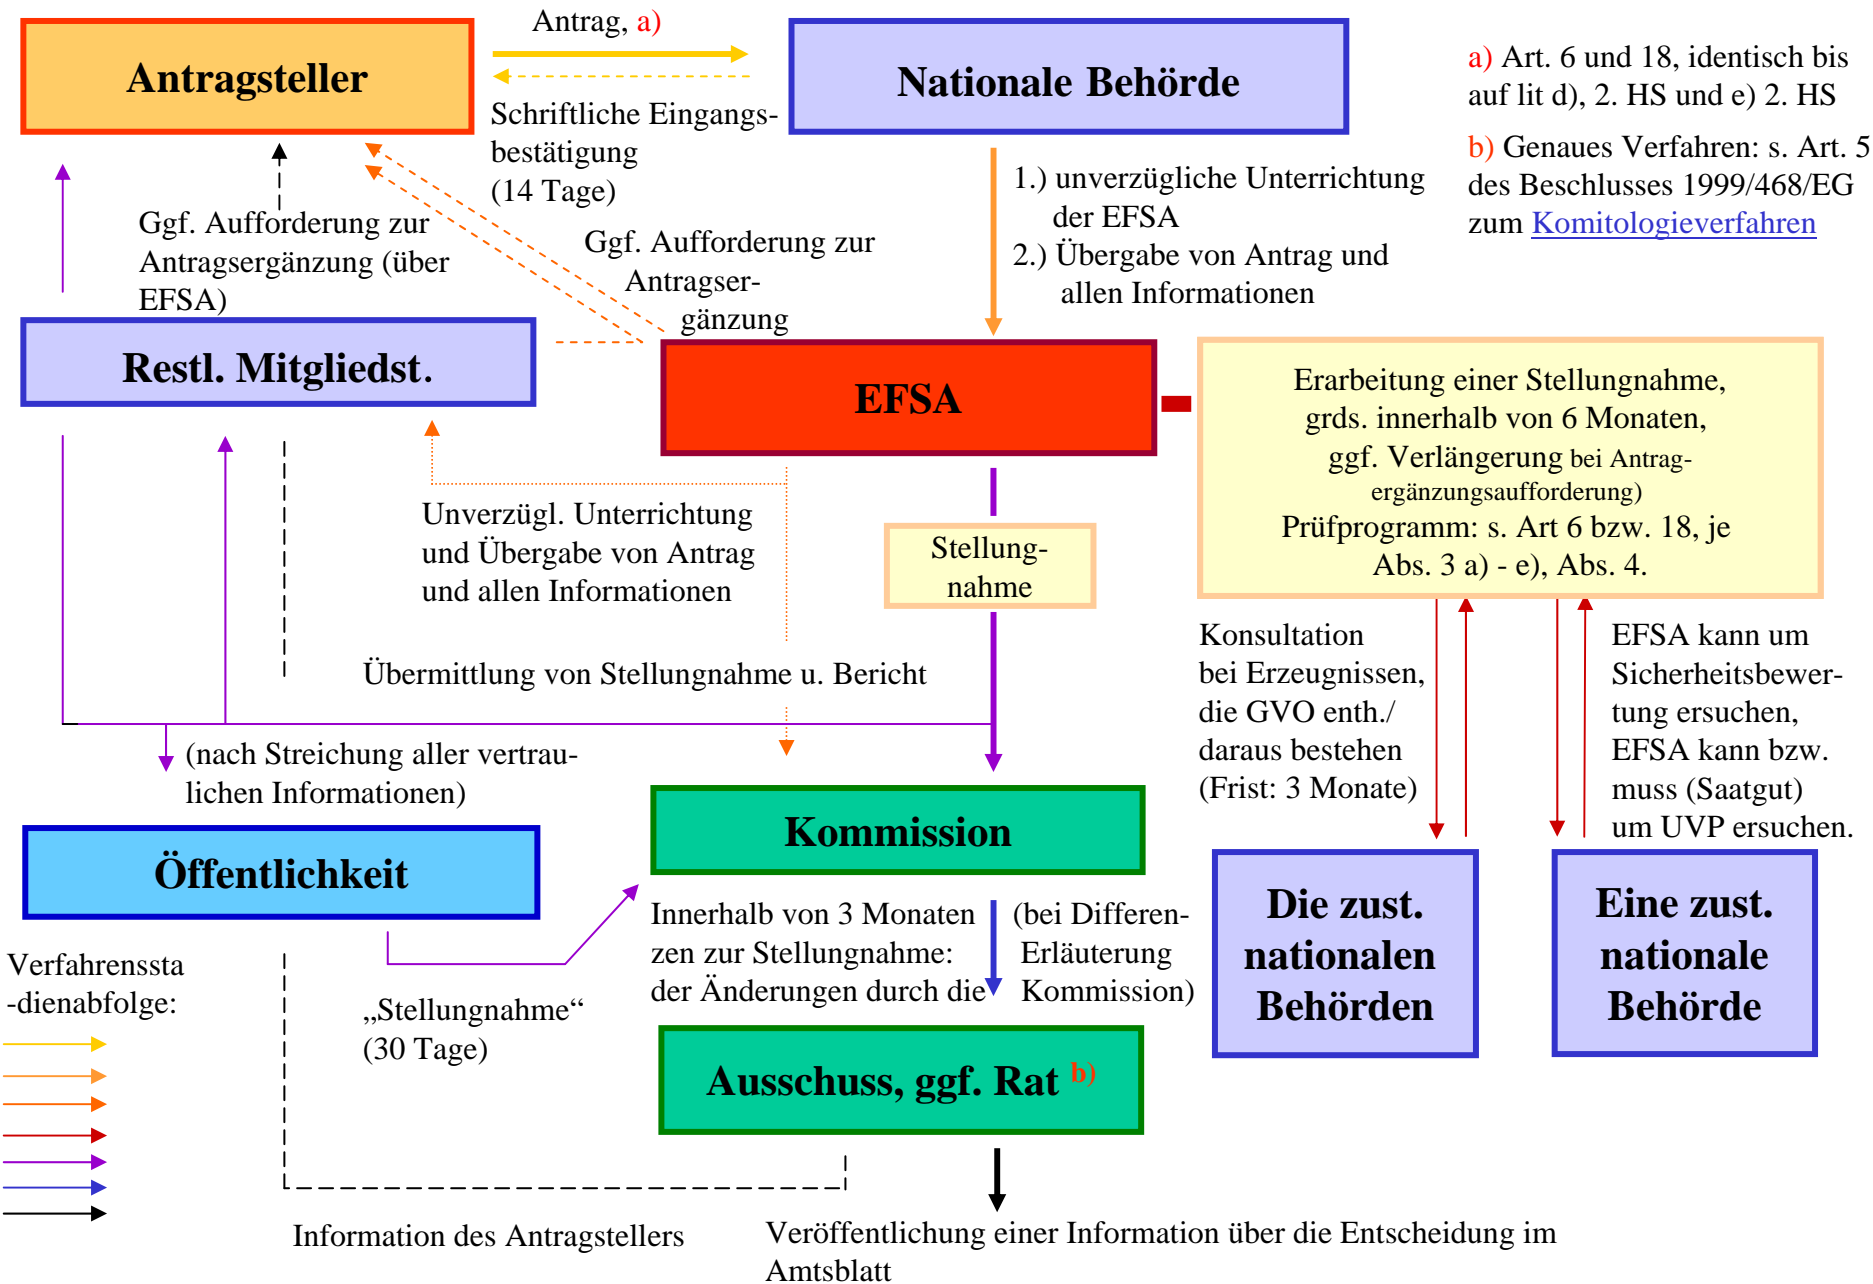 Antrag, a)
Antragsteller
Nationale Behörde
a) Art. 6 und 18, identisch bis
auf lit d), 2. HS und e) 2. HS
b) Genaues Verfahren: s. Art. 5
des Beschlusses 1999/468/EG
zum Komitologieverfahren
Schriftliche Eingangs-
bestätigung
(14 Tage)
1.) unverzügliche Unterrichtung
der EFSA
2.) Übergabe von Antrag und
allen Informationen
Ggf. Aufforderung zur
Antragsergänzung (über
EFSA)
Ggf. Aufforderung zur
Antragser-
gänzung
Restl. Mitgliedst.
EFSA
Erarbeitung einer Stellungnahme,
grds. innerhalb von 6 Monaten,
ggf. Verlängerung bei Antrag-
ergänzungsaufforderung)
Prüfprogramm: s. Art 6 bzw. 18, je
Abs. 3 a) - e), Abs. 4.
Unverzügl. Unterrichtung
und Übergabe von Antrag
und allen Informationen
Stellung-
nahme
Übermittlung von Stellungnahme u. Bericht
(nach Streichung aller vertrau-
lichen Informationen)
Konsultation
bei Erzeugnissen,
die GVO enth./
daraus bestehen
(Frist: 3 Monate)
EFSA kann um
Sicherheitsbewer-
tung ersuchen,
EFSA kann bzw.
muss (Saatgut)
um UVP ersuchen.
Kommission
Öffentlichkeit
Die zust.
nationalen
Behörden
Eine zust.
nationale
Behörde
Innerhalb von 3 Monaten (bei Differen-
zen zur Stellungnahme: Erläuterung
der Änderungen durch die Kommission)
Verfahrenssta
-dienabfolge:
„Stellungnahme“
(30 Tage)
Ausschuss, ggf. Rat b)
Information des Antragstellers
Veröffentlichung einer Information über die Entscheidung im
Amtsblatt